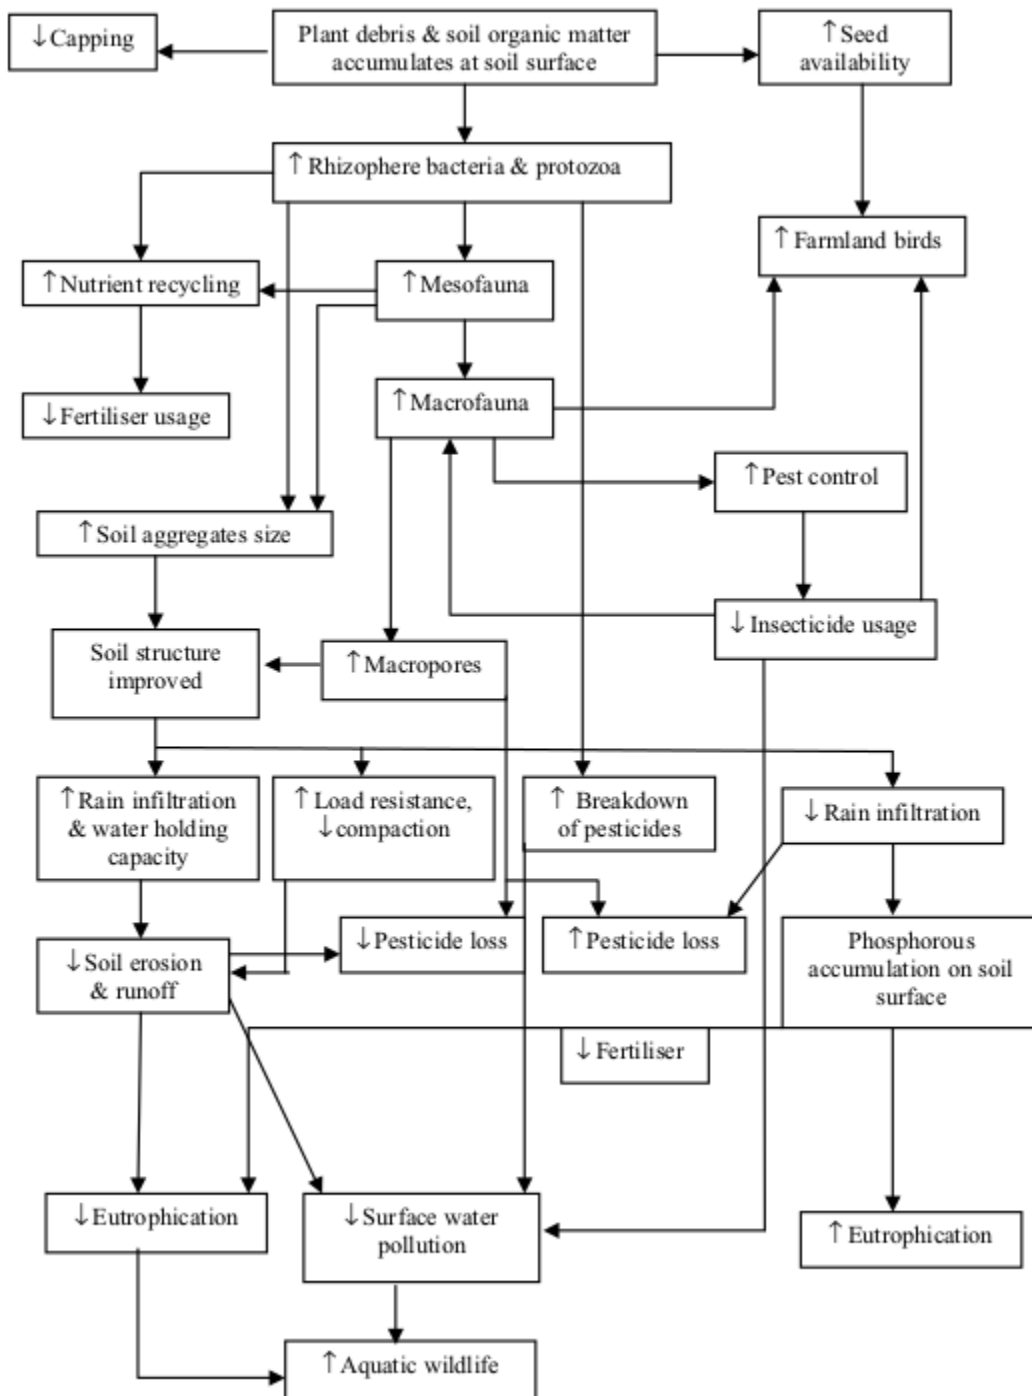 ↓Capping
Plant debris & soil organic matter
accumulates at soil surface
↑Seed
availability
↑Rhizophere bacteria & protozoa
↑Farmland birds
↑Nutrient recycling
↑Mesofauna
↓Fertiliser usage
↑Macrofauna
↑Pest control
↑Soil aggregates size
↓Insecticide usage
Soil structure
improved
↑Macropores
↑Rain infiltration
& water holding
capacity
↑Load resistance,
↓compaction
↑ Breakdown
of pesticides
↓Rain infiltration
↓Soil erosion
& runoff
↓Pesticide loss
↑Pesticide loss
Phosphorous
accumulation on soil
surface
↓Fertiliser
↓Eutrophication
↓Surface water
pollution
↑Eutrophication
↑Aquatic wildlife